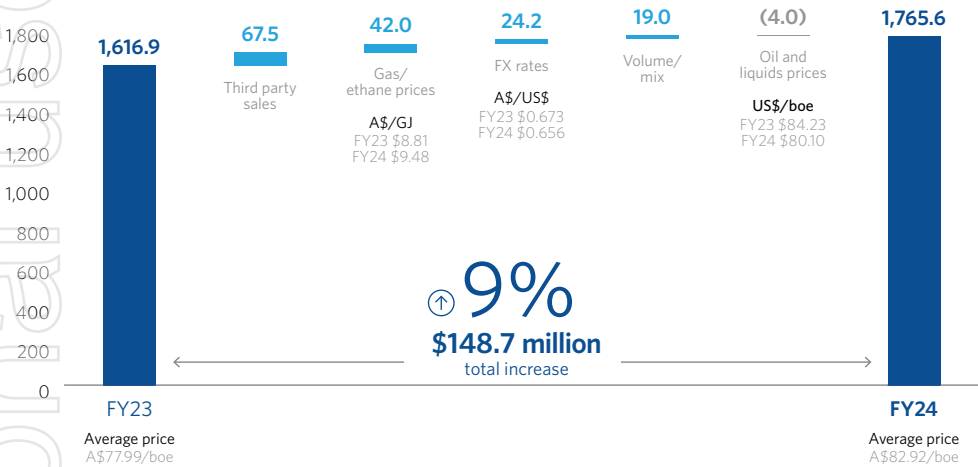 1,800
1,600
1,400
1,200
1,000
800
600
400
200
0
1,616.9
67.5
Third party
sales
42.0
Gas/
ethane prices
A$/GJ
FY23 $8.81
FY24 $9.48
24.2
FX rates
A$/US$
FY23 $0.673
FY24 $0.656
19.0
Volume/
mix
(4.0)
Oil and
liquids prices
US$/boe
FY23 $84.23
FY24 $80.10
1,765.6
9%
$148.7 million
total increase
FY23
Average price
A$77.99/boe
FY24
Average price
A$82.92/boe